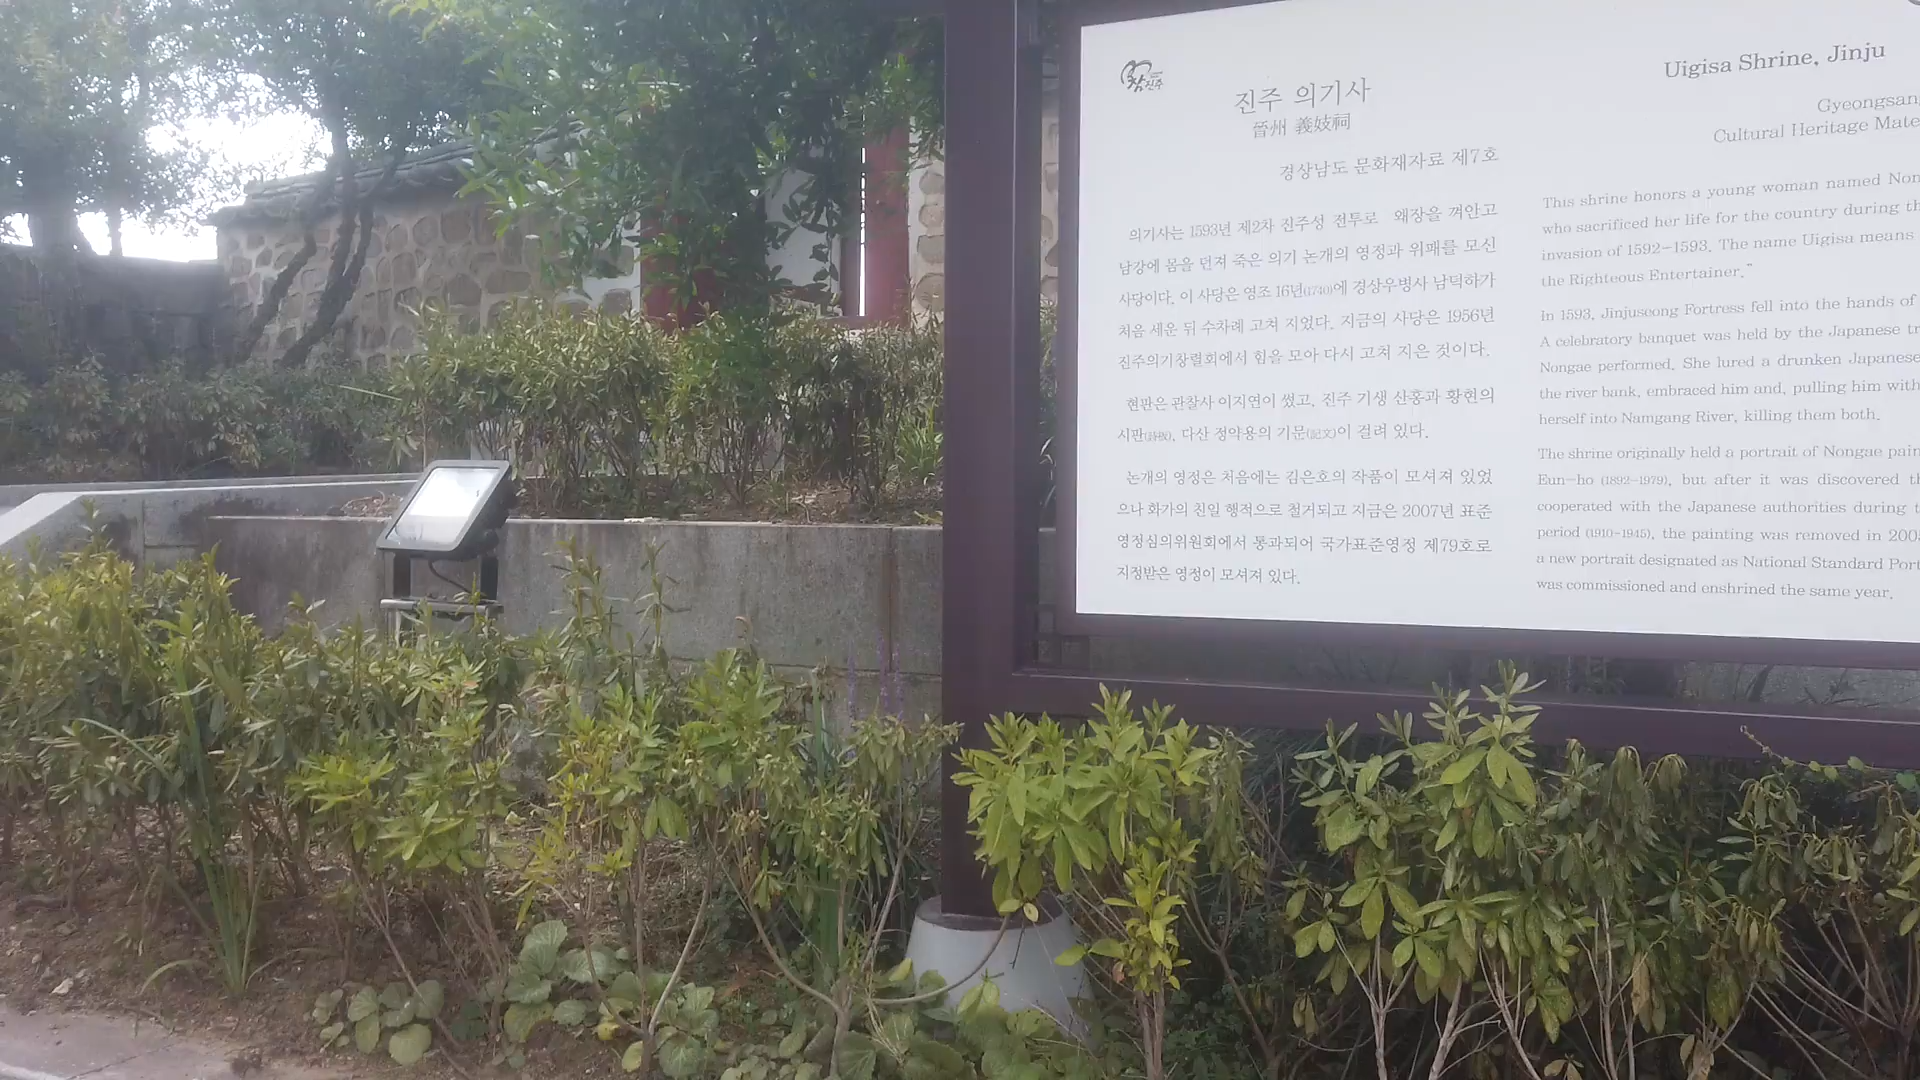 참진주
진주 의기사
晉州 義妓祠
경상남도 문화재자료 제7호
의기사는 1593년 제2차 진주성 전투로 왜장을 껴안고
남강에 몸을 던져 죽은 의기 논개의 영정과 위패를 모신
사당이다. 이 사당은 영조 16년(1740)에 경상우병사 남덕하가
처음 세운 뒤 수차례 고쳐 지었다. 지금의 사당은 1956년
진주의기창렬회에서 힘을 모아 다시 고쳐 지은 것이다.
현판은 관찰사 이지연이 썼고, 진주 기생 산홍과 황현의
시판(詩板), 다산 정약용의 기문(記文)이 걸려 있다.
논개의 영정은 처음에는 김은호의 작품이 모셔져 있었
으나 화가의 친일 행적으로 철거되고 지금은 2007년 표준
영정심의위원회에서 통과되어 국가표준영정 제79호로
지정받은 영정이 모셔져 있다.
Uigisa Shrine, Jinju
Gyeongsang
Cultural Heritage Mate
This shrine honors a young woman named Non
who sacrificed her life for the country during th
invasion of 1592-1593. The name Uigisa means
the Righteous Entertainer."
In 1593, Jinjuseong Fortress fell into the hands of
A celebratory banquet was held by the Japanese tr
Nongae performed. She lured a drunken Japanese
the river bank, embraced him and, pulling him with
herself into Namgang River, killing them both.
The shrine originally held a portrait of Nongae pain
Eun-ho (1892-1979), but after it was discovered th
cooperated with the Japanese authorities during t
period (1910-1945), the painting was removed in 200
a new portrait designated as National Standard Port
was commissioned and enshrined the same year.